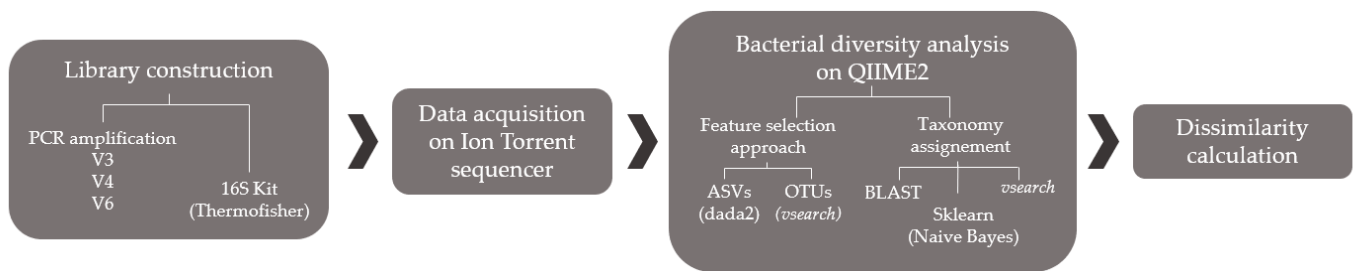 Library construction
PCR amplification
V3
V4
V6
16S Kit
(Thermofisher)
Data acquisition
on Ion Torrent
sequencer
Bacterial diversity analysis
on QIIME2
Feature selection
approach
ASVs
(dada2)
OTUs
(vsearch)
Taxonomy
assignement
BLAST
Sklearn
(Naive Bayes)
vsearch
Dissimilarity
calculation